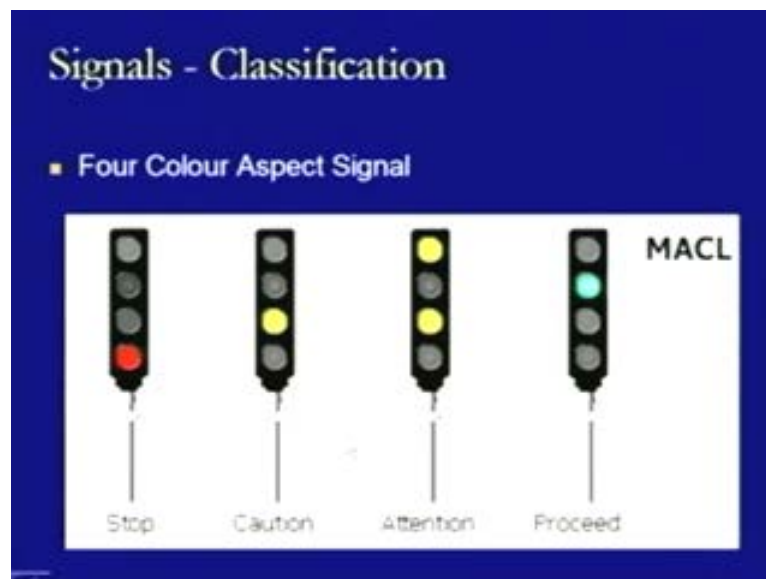 Signals - Classification
Four Colour Aspect Signal
MACL
Stop Caution Attention Proceed